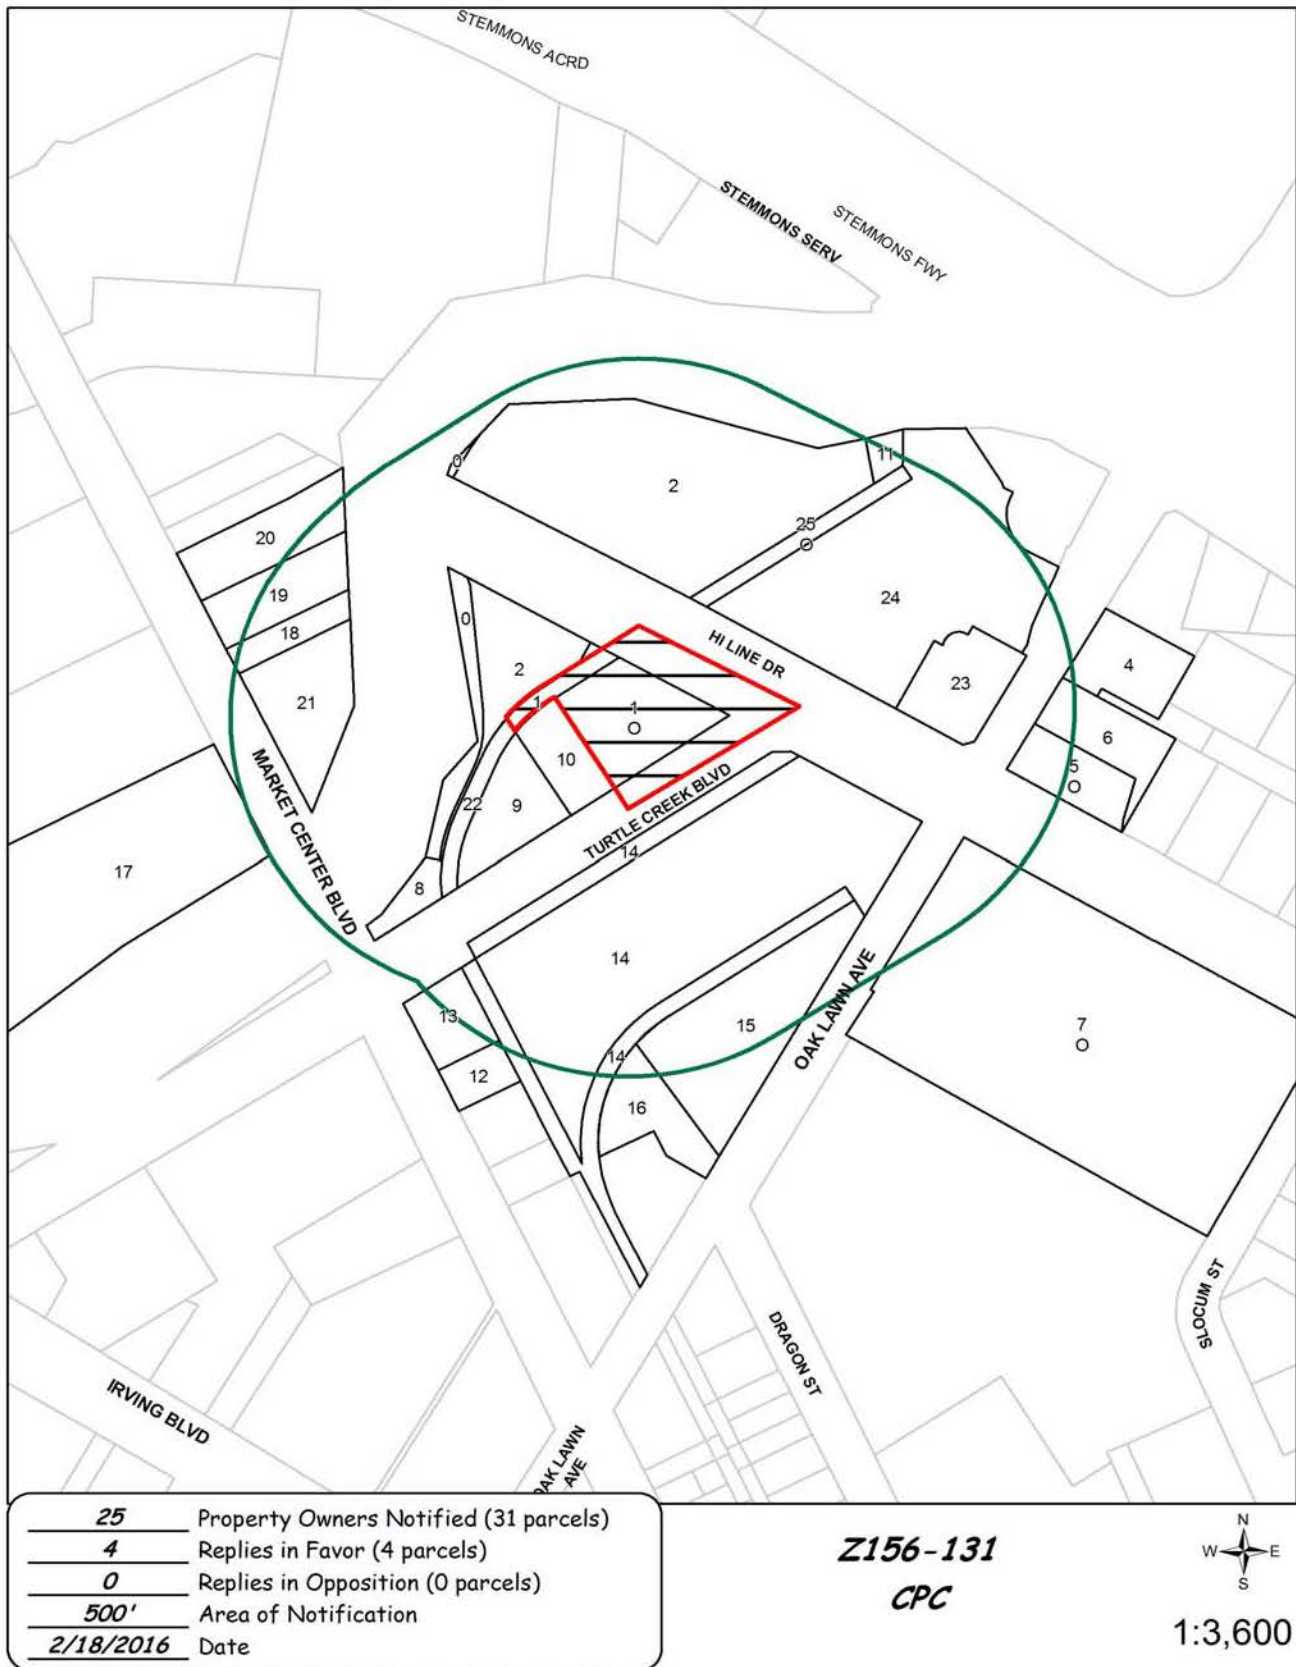 STEMMONS ACRD
STEMMONS SERV
STEMMONS FWY
0
2
11
25
20
19
18
21
0
2
1
1
HI LINE DR
24
23
4
6
5
10
9
22
8
17
MARKET CENTER BLVD
TURTLE CREEK BLVD
14
14
15
OAK LAWN AVE
7
13
12
14
16
SLOCUM ST
DRAGON ST
IRVING BLVD
OAK LAWN
AVE
25 Property Owners Notified (31 parcels)
4 Replies in Favor (4 parcels)
0 Replies in Opposition (0 parcels)
500' Area of Notification
2/18/2016 Date
Z156-131
CPC
N
W E
S
1:3,600